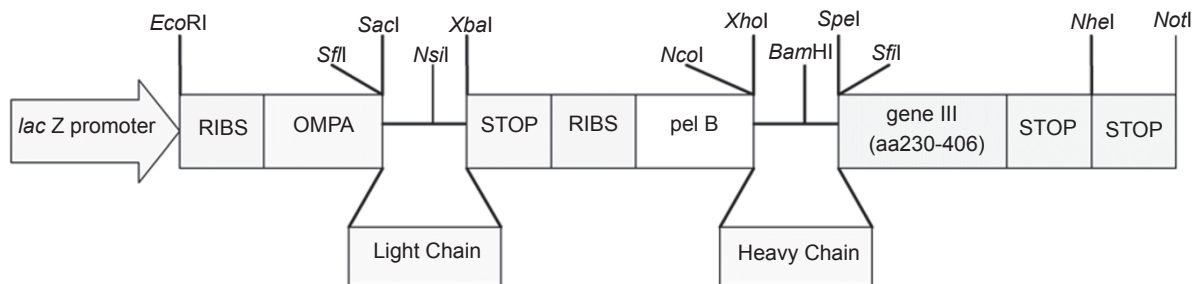 EcoRI
SfiI
SacI
NsiI
XbaI
NcoI
XhoI
BamHI
SpeI
SfiI
NheI
NotI
lac Z promoter
RIBS
OMPA
STOP
RIBS
pel B
gene III
(aa230-406)
STOP
STOP
Light Chain
Heavy Chain